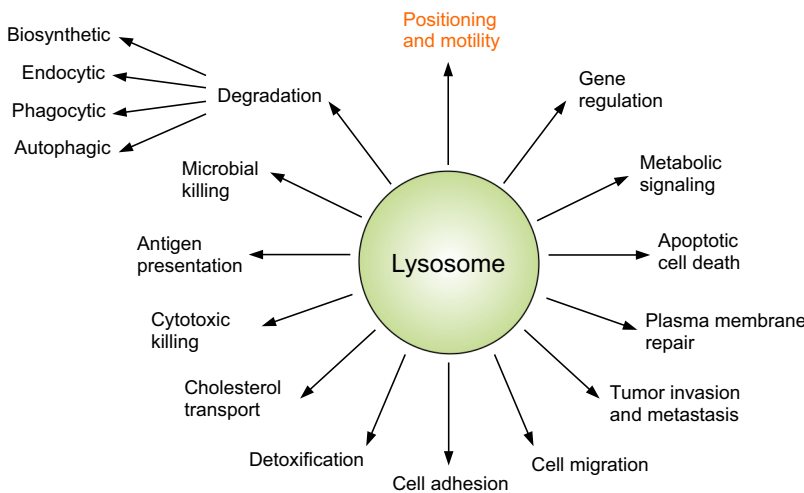 Positioning
and motility
Biosynthetic
Endocytic
Phagocytic
Autophagic
Degradation
Gene
regulation
Microbial
killing
Metabolic
signaling
Antigen
presentation
Lysosome
Apoptotic
cell death
Cytotoxic
killing
Plasma membrane
repair
Cholesterol
transport
Tumor invasion
and metastasis
Detoxification
Cell adhesion
Cell migration